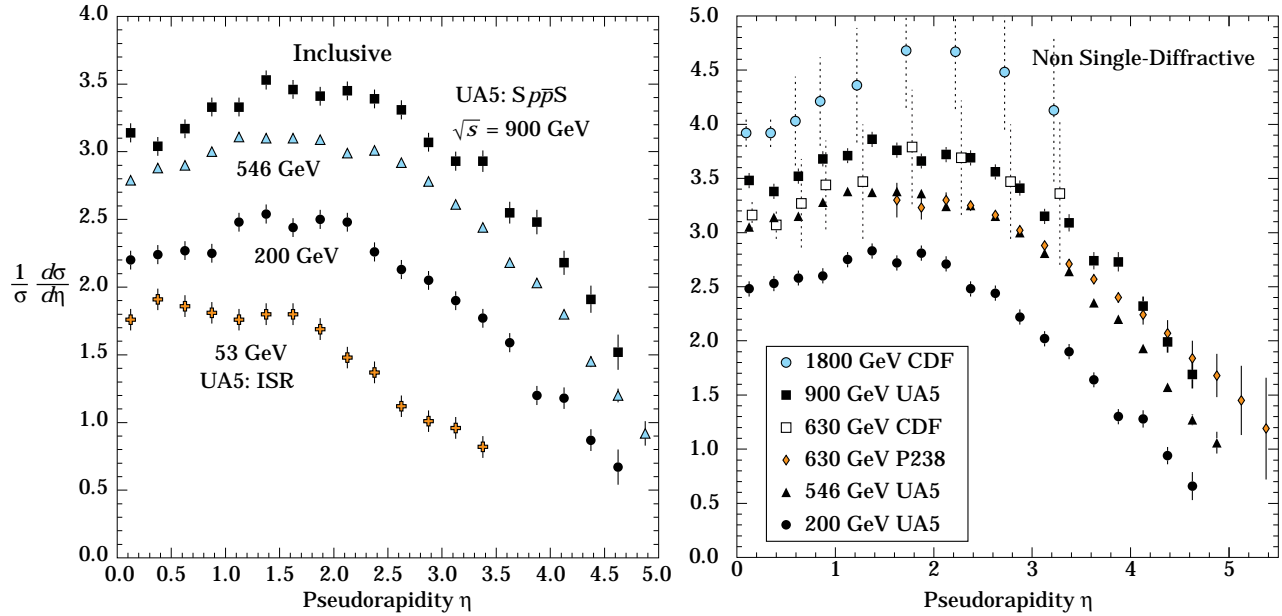 4.0
3.5
3.0
2.5
2.0
1.5
1.0
0.5
0.0
1/σ dσ/dη
Inclusive
UA5: Spp̅S
√s = 900 GeV
546 GeV
200 GeV
53 GeV
UA5: ISR
0.0 0.5 1.0 1.5 2.0 2.5 3.0 3.5 4.0 4.5 5.0
Pseudorapidity η
5.0
4.5
4.0
3.5
3.0
2.5
2.0
1.5
1.0
0.5
0.0
Non Single-Diffractive
1800 GeV CDF
900 GeV UA5
630 GeV CDF
630 GeV P238
546 GeV UA5
200 GeV UA5
0 1 2 3 4 5
Pseudorapidity η